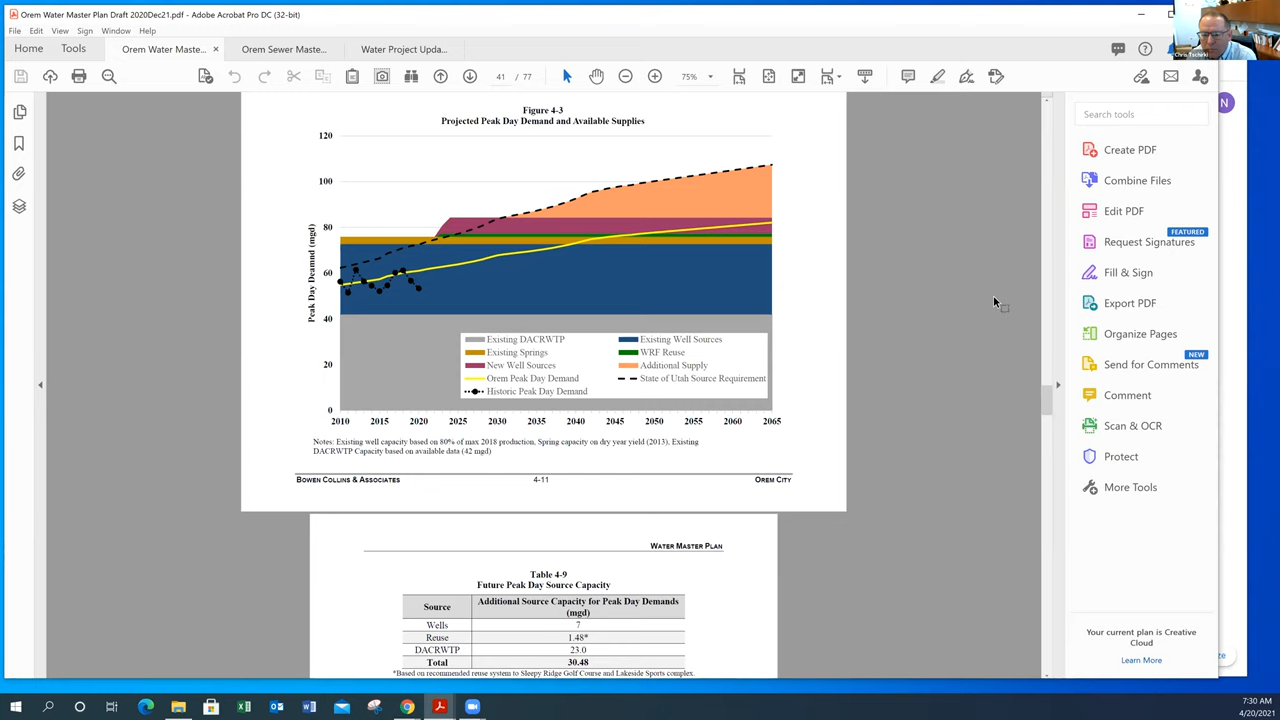 Orem Water Master Plan Draft 2020Dec21.pdf - Adobe Acrobat Pro DC (32-bit)
File Edit View Sign Window Help
Home Tools Orem Water Maste... × Orem Sewer Maste... Water Project Upda...
41 / 77 75%
Chris Tschirki
N
Figure 4-3
Projected Peak Day Demand and Available Supplies
Peak Day Deamnd (mgd)
120
100
80
60
40
20
0
Existing DACRWTP Existing Well Sources
Existing Springs WRF Reuse
New Well Sources Additional Supply
Orem Peak Day Demand State of Utah Source Requirement
Historic Peak Day Demand
2010 2015 2020 2025 2030 2035 2040 2045 2050 2055 2060 2065
Notes: Existing well capacity based on 80% of max 2018 production, Spring capacity on dry year yield (2013). Existing
DACRWTP Capacity based on available data (42 mgd)
Bowen Collins & Associates 4-11 Orem City
Water Master Plan
Table 4-9
Future Peak Day Source Capacity
Source Additional Source Capacity for Peak Day Demands
(mgd)
Wells 7
Reuse 1.48*
DACRWTP 23.0
Total 30.48
*Based on recommended reuse system to Sleepy Ridge Golf Course and Lakeside Sports complex.
Search tools
Create PDF
Combine Files
Edit PDF
FEATURED
Request Signatures
Fill & Sign
Export PDF
Organize Pages
NEW
Send for Comments
Comment
Scan & OCR
Protect
More Tools
Your current plan is Creative
Cloud
Learn More
7:30 AM
4/20/2021